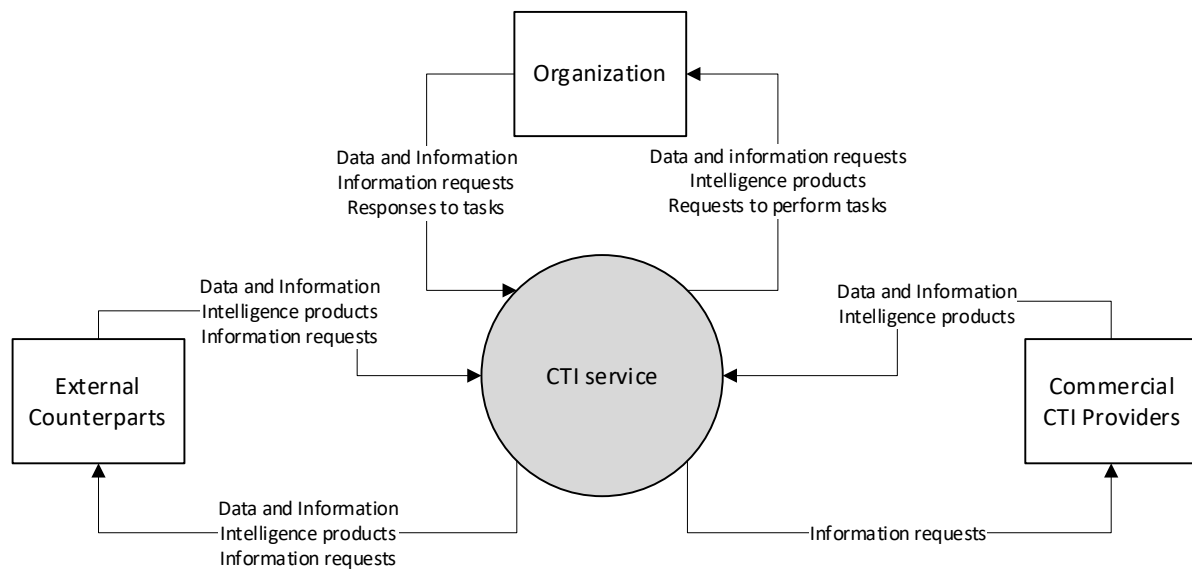 Organization
Data and Information
Information requests
Responses to tasks
Data and information requests
Intelligence products
Requests to perform tasks
Data and Information
Intelligence products
Information requests
Data and Information
Intelligence products
External
Counterparts
CTI service
Commercial
CTI Providers
Data and Information
Intelligence products
Information requests
Information requests